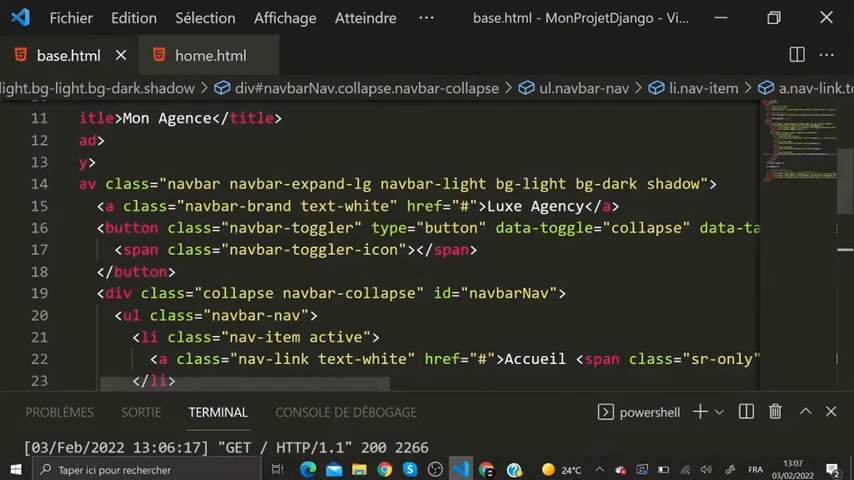 Fichier Edition Sélection Affichage Atteindre ··· base.html - MonProjetDjango - Vi...
base.html home.html
light.bg-light.bg-dark.shadow > div#navbarNav.collapse.navbar-collapse > ul.navbar-nav > li.nav-item > a.nav-link.te
11 itle>Mon Agence</title>
12 ad>
13 y>
14 av class="navbar navbar-expand-lg navbar-light bg-light bg-dark shadow">
15 <a class="navbar-brand text-white" href="#">Luxe Agency</a>
16 <button class="navbar-toggler" type="button" data-toggle="collapse" data-ta
17 <span class="navbar-toggler-icon"></span>
18 </button>
19 <div class="collapse navbar-collapse" id="navbarNav">
20 <ul class="navbar-nav">
21 <li class="nav-item active">
22 <a class="nav-link text-white" href="#">Accueil <span class="sr-only"
23 </li>
PROBLÈMES SORTIE TERMINAL CONSOLE DE DÉBOGAGE powershell
[03/Feb/2022 13:06:17] "GET / HTTP/1.1" 200 2266
Taper ici pour rechercher 24°C FRA 13:07
03/02/2022 2